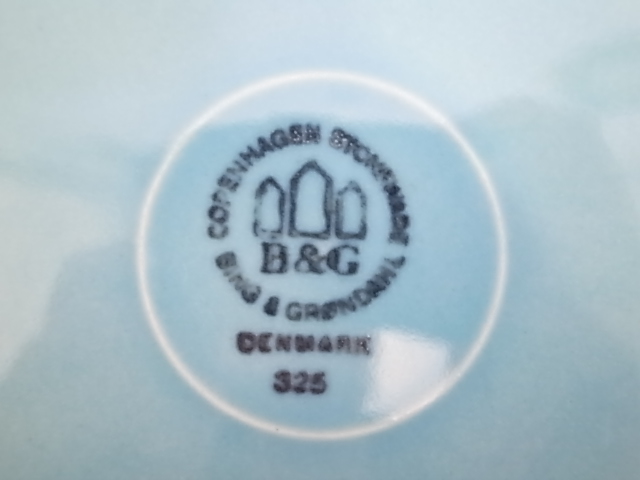 COPENHAGEN STONEWARE
B&G
BING & GRØNDAHL
DENMARK
325